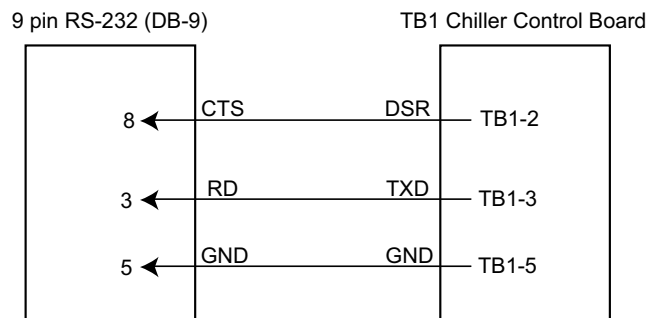 9 pin RS-232 (DB-9) TB1 Chiller Control Board
8 CTS DSR TB1-2
3 RD TXD TB1-3
5 GND GND TB1-5